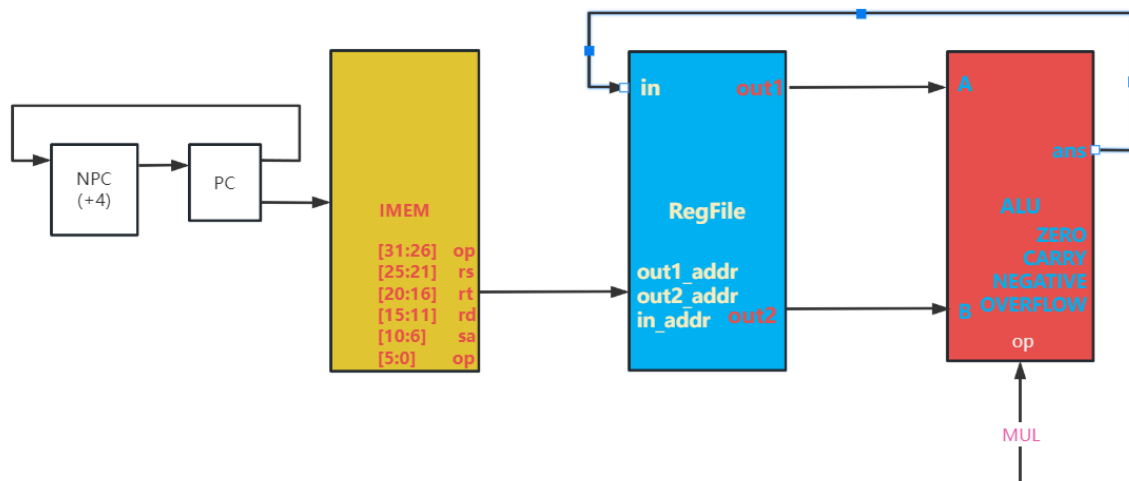 NPC
(+4)
PC
IMEM
[31:26] op
[25:21] rs
[20:16] rt
[15:11] rd
[10:6] sa
[5:0] op
in
out1
RegFile
out1_addr
out2_addr
in_addr
out2
A
ans
ALU
ZERO
CARRY
NEGATIVE
OVERFLOW
B
op
MUL